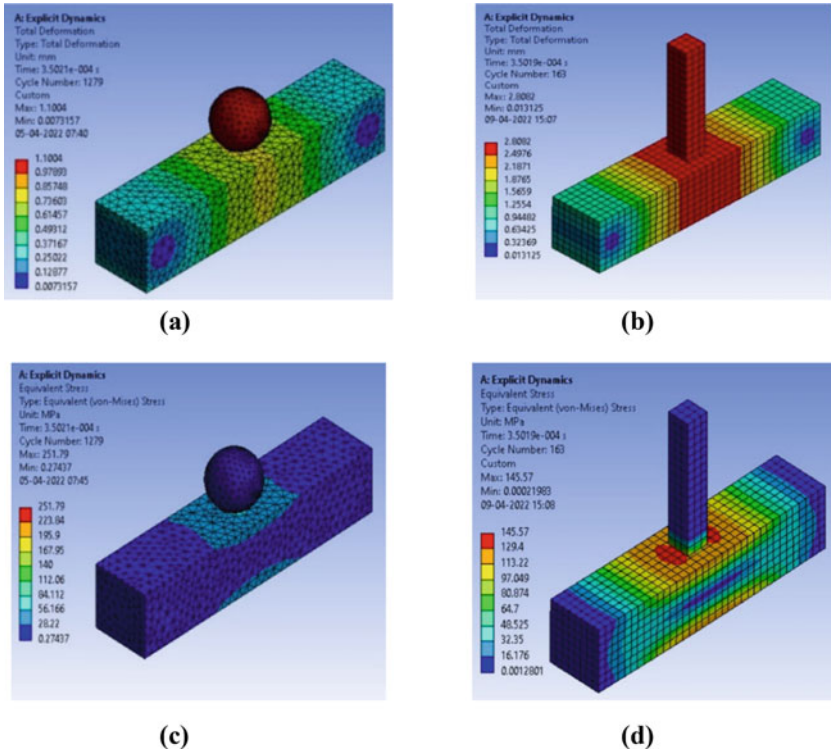 A: Explicit Dynamics
Total Deformation
Type: Total Deformation
Unit: mm
Time: 3.5021e-004 s
Cycle Number: 1279
Custom
Max: 1.1004
Min: 0.0073157
05-04-2022 07:40
1.1004
0.97893
0.85748
0.73603
0.61457
0.49312
0.37167
0.25022
0.12877
0.0073157
(a)
A: Explicit Dynamics
Total Deformation
Type: Total Deformation
Unit: mm
Time: 3.5019e-004 s
Cycle Number: 163
Custom
Max: 2.8082
Min: 0.013125
09-04-2022 15:07
2.8082
2.4976
2.1871
1.8765
1.5659
1.2554
0.94482
0.63425
0.32369
0.013125
(b)
A: Explicit Dynamics
Equivalent Stress
Type: Equivalent (von-Mises) Stress
Unit: MPa
Time: 3.5021e-004 s
Cycle Number: 1279
Max: 251.79
Min: 0.27437
05-04-2022 07:45
251.79
223.84
195.9
167.95
140
112.06
84.112
56.166
28.22
0.27437
(c)
A: Explicit Dynamics
Equivalent Stress
Type: Equivalent (von-Mises) Stress
Unit: MPa
Time: 3.5019e-004 s
Cycle Number: 163
Custom
Max: 145.57
Min: 0.00021983
09-04-2022 15:08
145.57
129.4
113.22
97.049
80.874
64.7
48.525
32.35
16.176
0.0012801
(d)